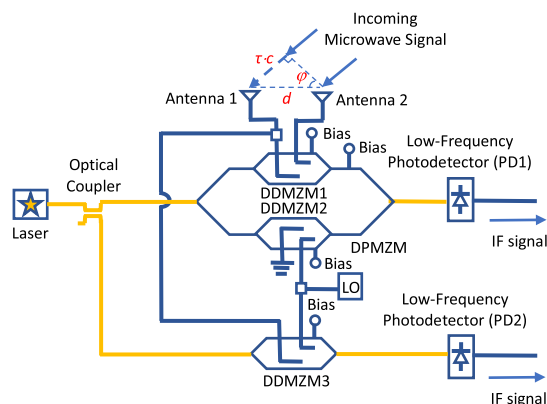 Incoming
Microwave Signal
τ·c
φ
Antenna 1
d
Antenna 2
Bias
Low-Frequency
Photodetector (PD1)
Optical
Coupler
DDMZM1
DDMZM2
Laser
DPMZM
IF signal
Bias
LO
Bias
Low-Frequency
Photodetector (PD2)
DDMZM3
IF signal